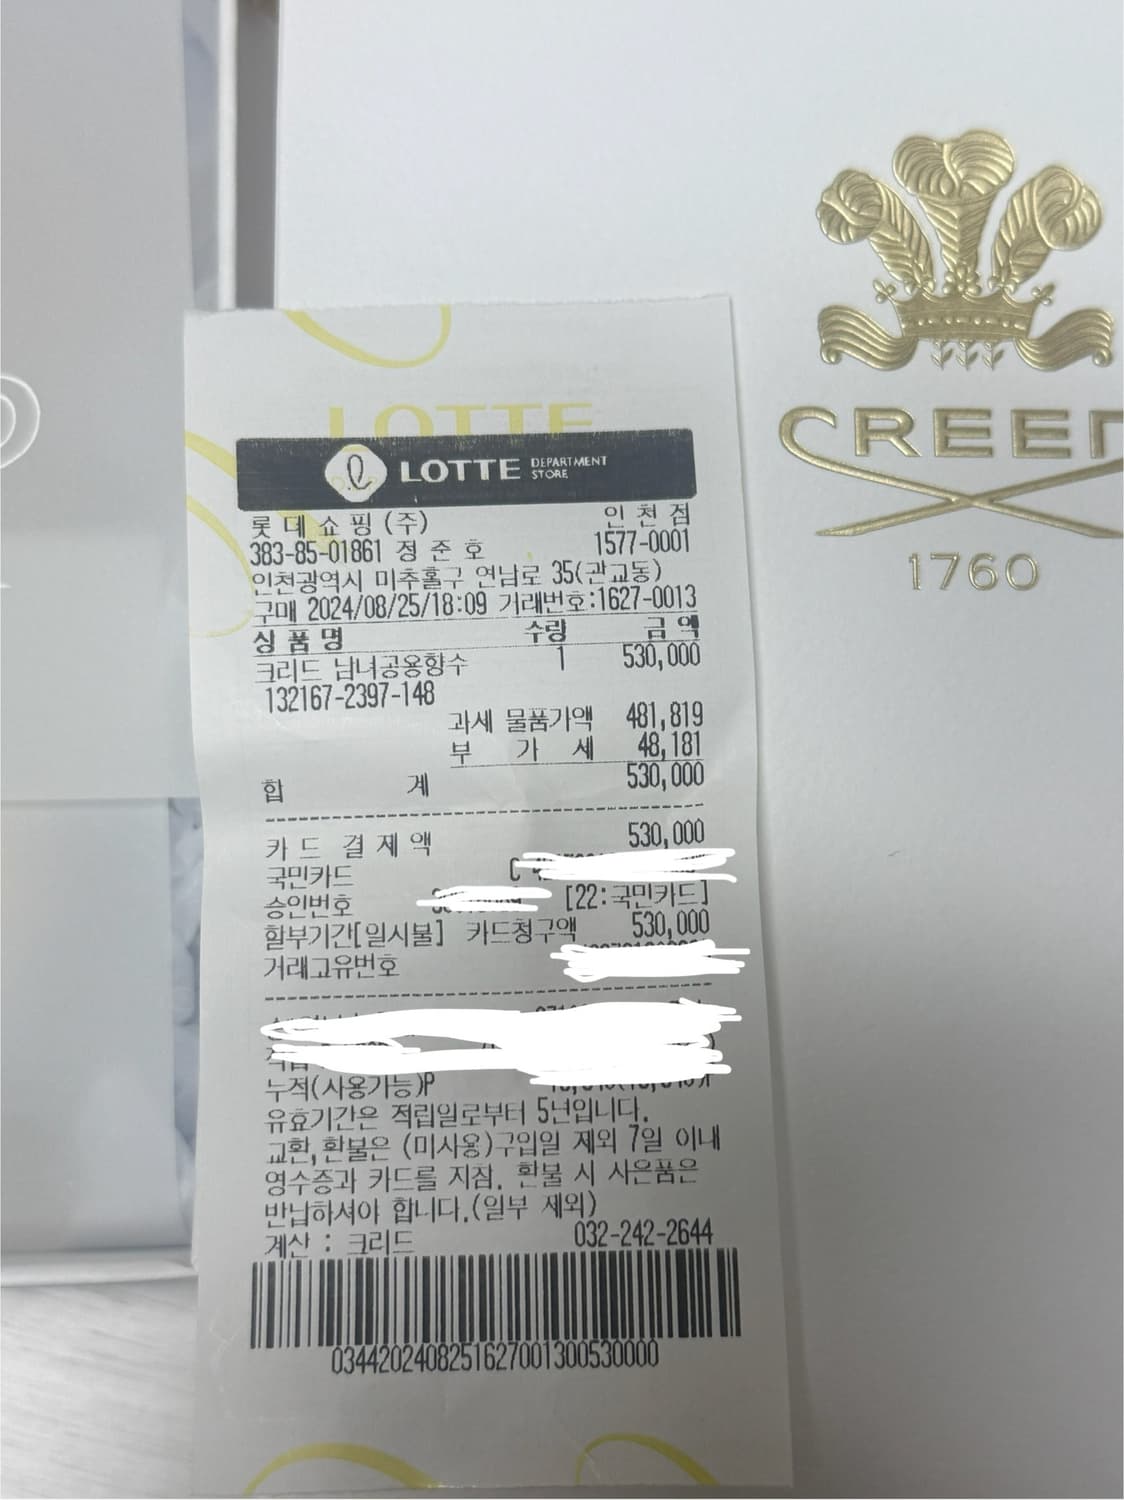 LOTTE
LOTTE DEPARTMENT STORE
롯데쇼핑(주) 인천점
383-85-01861 정준호 1577-0001
인천광역시 미추홀구 연남로 35(관교동)
구매 2024/08/25/18:09 거래번호:1627-0013
상품명 수량 금액
크리드 남녀공용향수 1 530,000
132167-2397-148
과세 물품가액 481,819
부 가 세 48,181
합 계 530,000
카드 결제액 530,000
국민카드 C
승인번호 [22:국민카드]
할부기간[일시불] 카드청구액 530,000
거래고유번호
누적(사용가능)P
유효기간은 적립일로부터 5년입니다.
교환,환불은 (미사용)구입일 제외 7일 이내
영수증과 카드를 지참. 환불 시 사은품은
반납하셔야 합니다.(일부 제외)
계산 : 크리드 032-242-2644
0344202408251627001300530000
CREED
1760